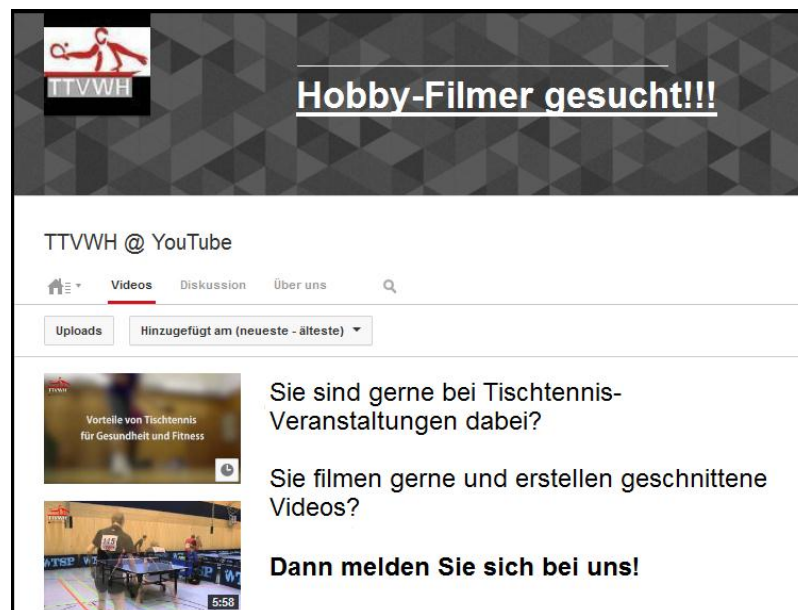 TTVWH
Hobby-Filmer gesucht!!!
TTVWH @ YouTube
Videos Diskussion Über uns
Uploads Hinzugefügt am (neueste - älteste)
TTVWH
Vorteile von Tischtennis
für Gesundheit und Fitness
Sie sind gerne bei Tischtennis-
Veranstaltungen dabei?
Sie filmen gerne und erstellen geschnittene
Videos?
WTSP
5:58
Dann melden Sie sich bei uns!